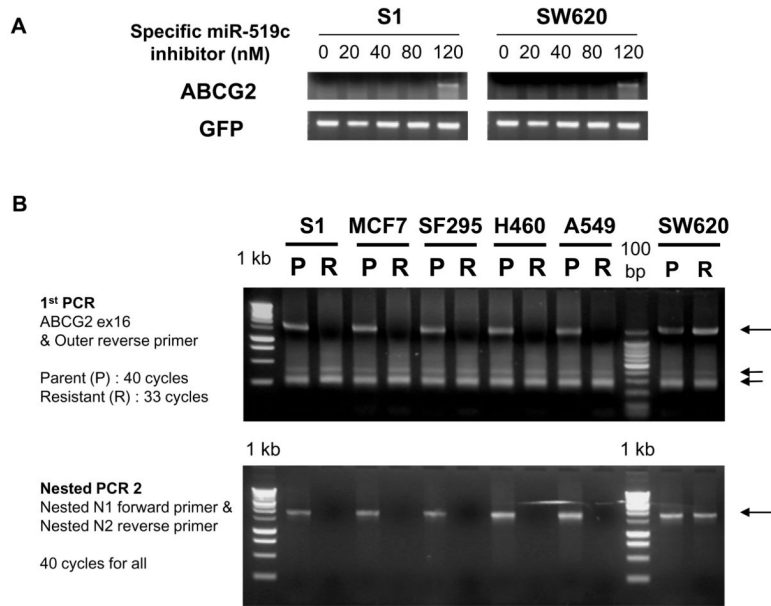 A
Specific miR-519c
inhibitor (nM)
S1
SW620
0 20 40 80 120
0 20 40 80 120
ABCG2
GFP
B
S1 MCF7 SF295 H460 A549 SW620
1 kb
P R P R P R P R P R
100
bp
P R
1st PCR
ABCG2 ex16
& Outer reverse primer
Parent (P) : 40 cycles
Resistant (R) : 33 cycles
1 kb
1 kb
Nested PCR 2
Nested N1 forward primer &
Nested N2 reverse primer
40 cycles for all